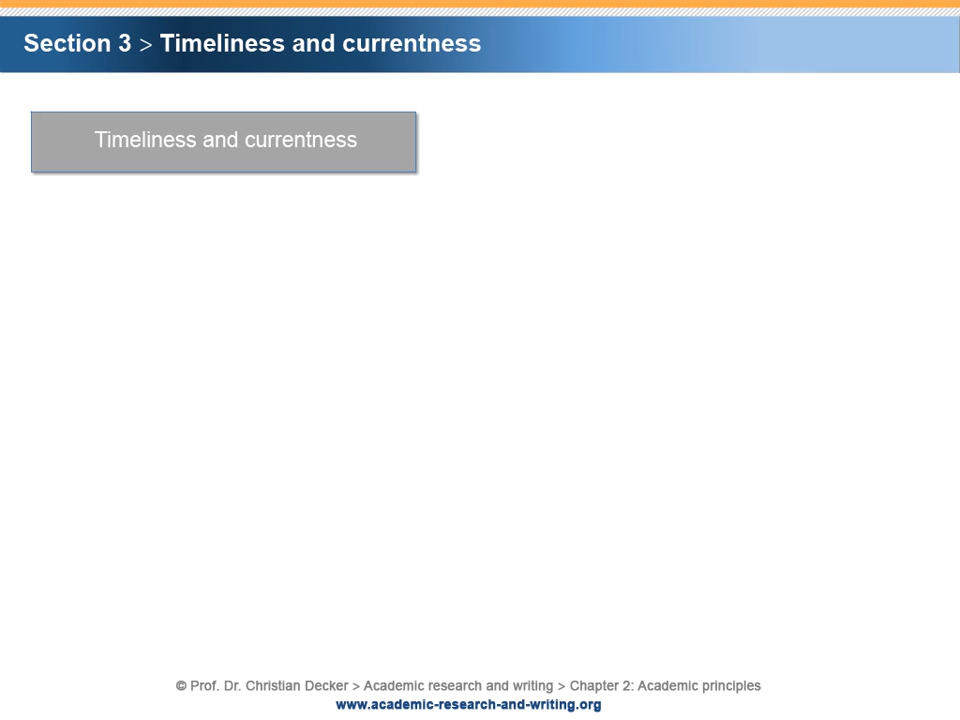 Section 3 > Timeliness and currentness
Timeliness and currentness
© Prof. Dr. Christian Decker > Academic research and writing > Chapter 2: Academic principles
www.academic-research-and-writing.org